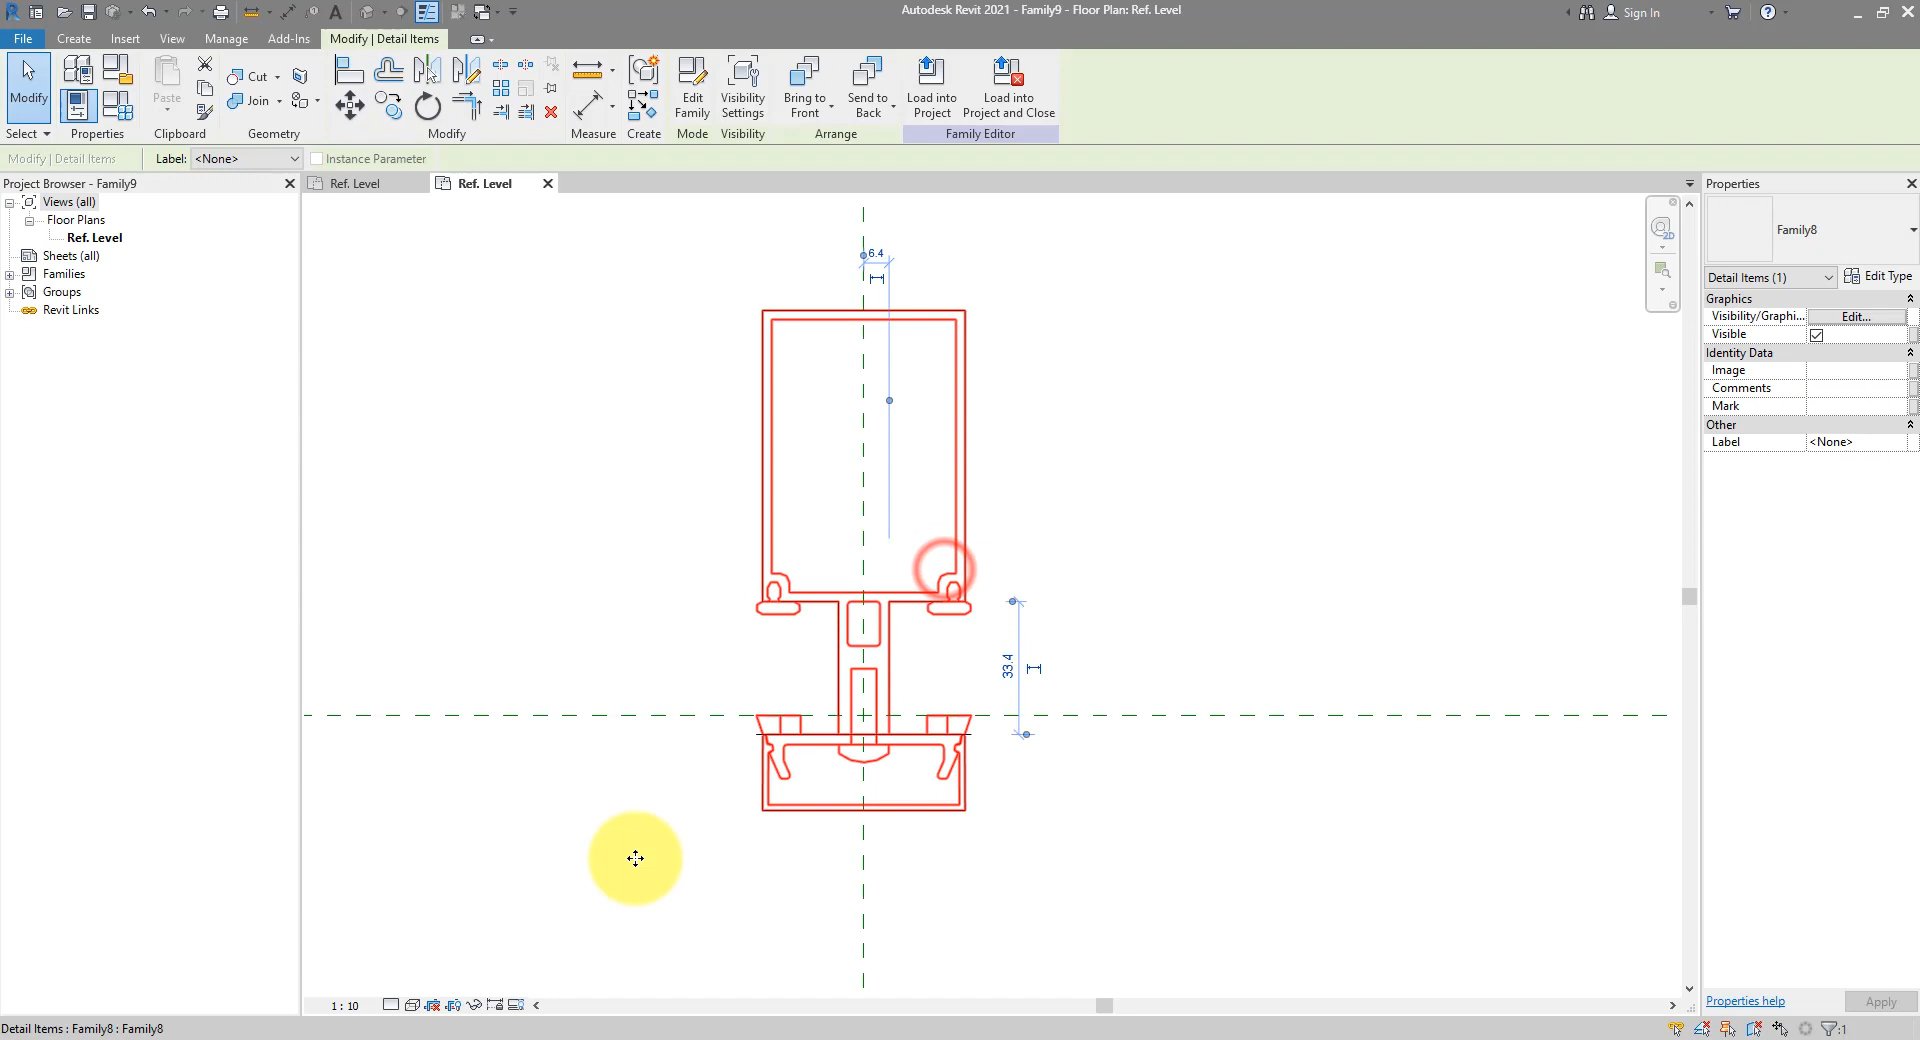 Autodesk Revit 2021 - Family9 - Floor Plan: Ref. Level
Sign In
File
Create
Insert
View
Manage
Add-Ins
Modify | Detail Items
Modify
Paste
Cut
Join
Edit
Family
Visibility
Settings
Bring to
Front
Send to
Back
Load into
Project
Load into
Project and Close
Select
Properties
Clipboard
Geometry
Modify
Measure
Create
Mode
Visibility
Arrange
Family Editor
Modify | Detail Items
Label:
<None>
Instance Parameter
Project Browser - Family9
Views (all)
Floor Plans
Ref. Level
Sheets (all)
Families
Groups
Revit Links
Ref. Level
Ref. Level
2D
6.4
33.4
Properties
Family8
Detail Items (1)
Edit Type
Graphics
Visibility/Graphi...
Edit...
Visible
Identity Data
Image
Comments
Mark
Other
Label
<None>
Properties help
Apply
1 : 10
Detail Items : Family8 : Family8
:1